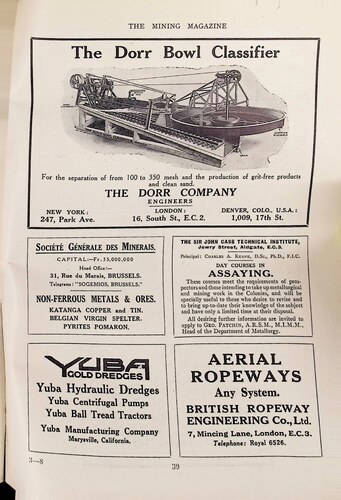 THE MINING MAGAZINE
The Dorr Bowl Classifier
For the separation of from 100 to 350 mesh and the production of grit-free products
and clean sand.
THE DORR COMPANY
ENGINEERS
NEW YORK: LONDON: DENVER, COLO., U.S.A.:
247, Park Ave. 16, South St., E.C.2. 1,009, 17th St.
SOCIÉTÉ GÉNÉRALE DES MINERAIS.
CAPITAL:—Fr. 35,000,000
Head Office:—
31, Rue du Marais, BRUSSELS.
Telegrams: "SOGEMIOS, BRUSSELS."
NON-FERROUS METALS & ORES.
KATANGA COPPER and TIN.
BELGIAN VIRGIN SPELTER.
PYRITES POMARON.
THE SIR JOHN CASS TECHNICAL INSTITUTE,
Jewry Street, Aldgate, E.C.3.
Principal: CHARLES A. KEANE, D.Sc., Ph.D., F.I.C.
DAY COURSES IN
ASSAYING.
These courses meet the requirements of pros-
pectors and those intending to take up metallurgical
and mining work in the Colonies, and will be
specially useful to those who desire to revise and
to bring up-to-date their knowledge of the subject
and have only a limited time at their disposal.
All desiring further information are invited
to apply to GEO. PATCHIN, A.R.S.M., M.I.M.M.,
Head of the Department of Metallurgy.
YUBA
GOLD DREDGES
Yuba Hydraulic Dredges
Yuba Centrifugal Pumps
Yuba Ball Tread Tractors
Yuba Manufacturing Company
Marysville, California.
AERIAL
ROPEWAYS
Any System.
BRITISH ROPEWAY
ENGINEERING Co., Ltd.
7, Mincing Lane, London, E.C.3.
Telephone: Royal 6526.
3—8
39